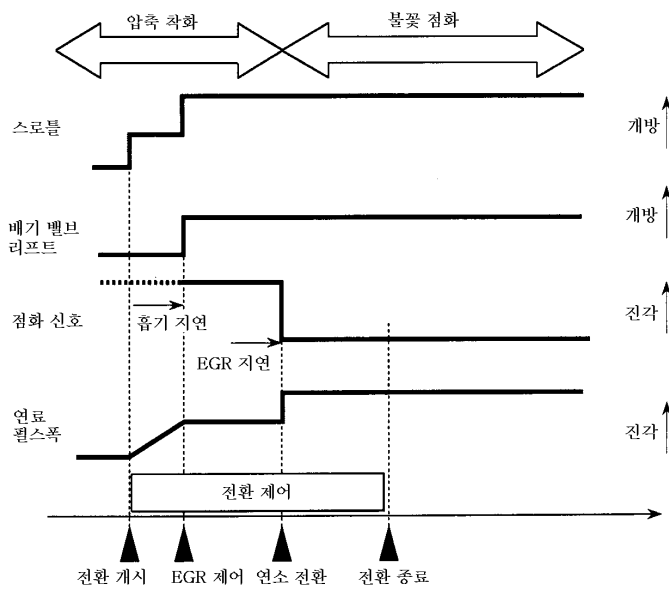 압축 착화
불꽃 점화
스로틀
개방
배기 밸브
리프트
개방
점화 신호
흡기 지연
EGR 지연
진각
연료
펄스폭
진각
전환 제어
전환 개시
EGR 제어
연소 전환
전환 종료